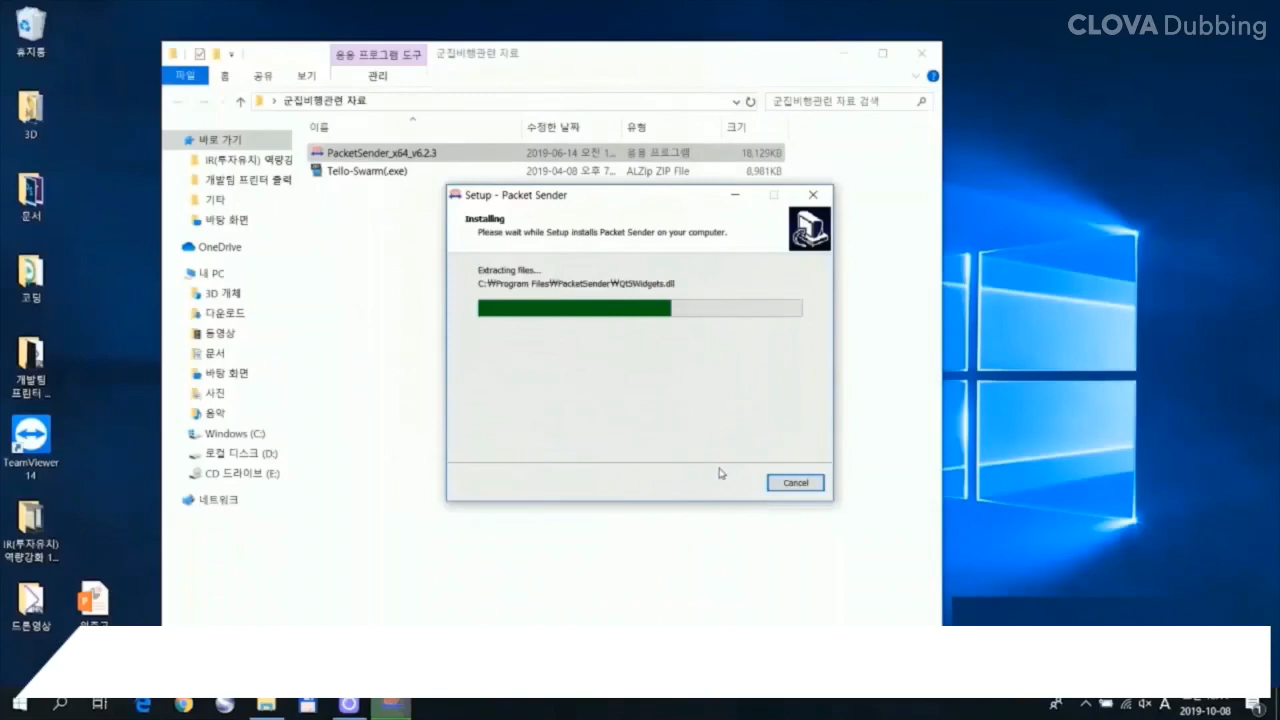 CLOVA Dubbing
휴지통
3D
문서
코딩
개발팀
프린터 ...
TeamViewer
14
IR(투자유치)
역량강화 1...
드론영상
응용 프로그램 도구
군집비행관련 자료
파일
홈
공유
보기
관리
군집비행관련 자료
군집비행관련 자료 검색
이름
수정한 날짜
유형
크기
PacketSender_x64_v6.2.3
2019-06-14 오전 1...
응용 프로그램
18,129KB
Tello-Swarm(.exe)
2019-04-08 오후 7...
ALZip ZIP File
8,981KB
바로 가기
IR(투자유치) 역량강
개발팀 프린터 출력
기타
바탕 화면
OneDrive
내 PC
3D 개체
다운로드
동영상
문서
바탕 화면
사진
음악
Windows (C:)
로컬 디스크 (D:)
CD 드라이브 (E:)
네트워크
Setup - Packet Sender
Installing
Please wait while Setup installs Packet Sender on your computer.
Extracting files...
C:₩Program Files₩PacketSender₩Qt5Widgets.dll
Cancel
A
2019-10-08
1